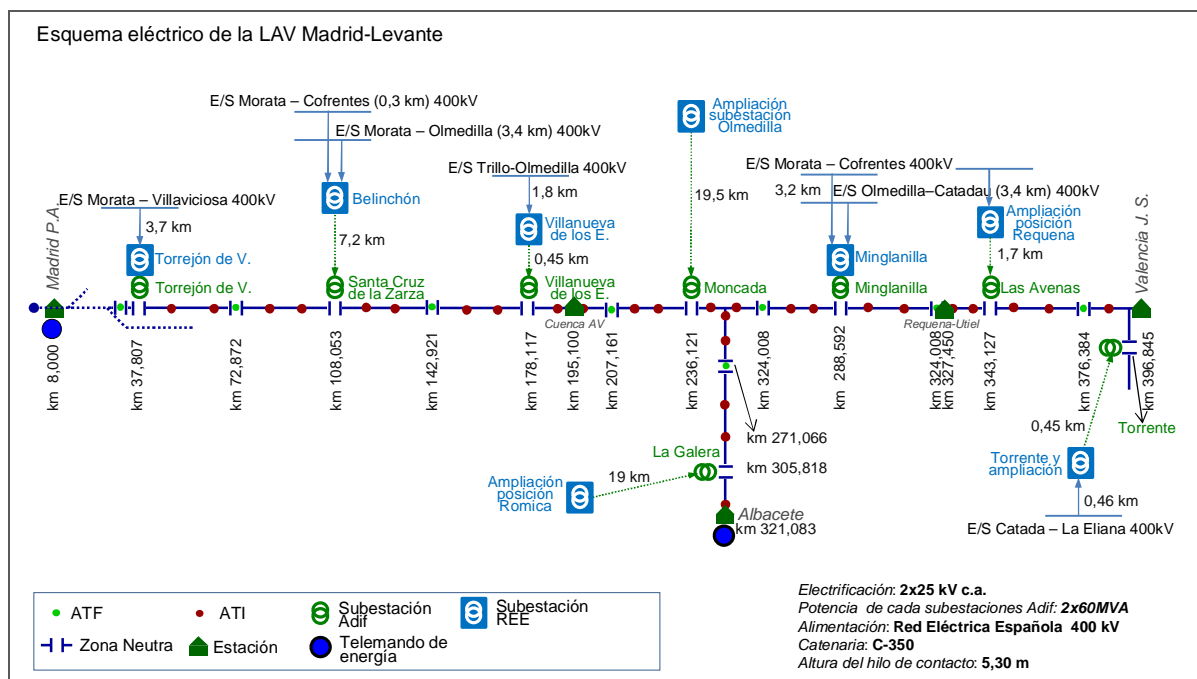 Esquema eléctrico de la LAV Madrid-Levante
E/S Morata – Cofrentes (0,3 km) 400kV
E/S Morata – Olmedilla (3,4 km) 400kV
E/S Trillo-Olmedilla 400kV
E/S Morata – Villaviciosa 400kV
Ampliación
subestación
Olmedilla
E/S Morata – Cofrentes 400kV
E/S Olmedilla–Catadau (3,4 km) 400kV
3,7 km
Belinchón
1,8 km
19,5 km
3,2 km
Torrejón de V.
7,2 km
Villanueva
de los E.
0,45 km
Minglanilla
Ampliación
posición
Requena
1,7 km
Madrid P.A.
Valencia J. S.
Torrejón de V.
Santa Cruz
de la Zarza
Villanueva
de los E.
Moncada
Minglanilla
Las Avenas
Cuenca AV
Requena-Utiel
km 8,000
km 37,807
km 72,872
km 108,053
km 142,921
km 178,117
km 195,100
km 207,161
km 236,121
km 324,008
km 288,592
km 324,008
km 327,450
km 343,127
km 376,384
km 396,845
km 271,066
km 305,818
La Galera
19 km
Ampliación
posición
Romica
Albacete
km 321,083
0,45 km
Torrente
Torrente y
ampliación
0,46 km
E/S Catada – La Eliana 400kV
ATF
ATI
Subestación
Adif
Subestación
REE
Zona Neutra
Estación
Telemando de
energía
Electrificación: 2x25 kV c.a.
Potencia de cada subestaciones Adif: 2x60MVA
Alimentación: Red Eléctrica Española 400 kV
Catenaria: C-350
Altura del hilo de contacto: 5,30 m